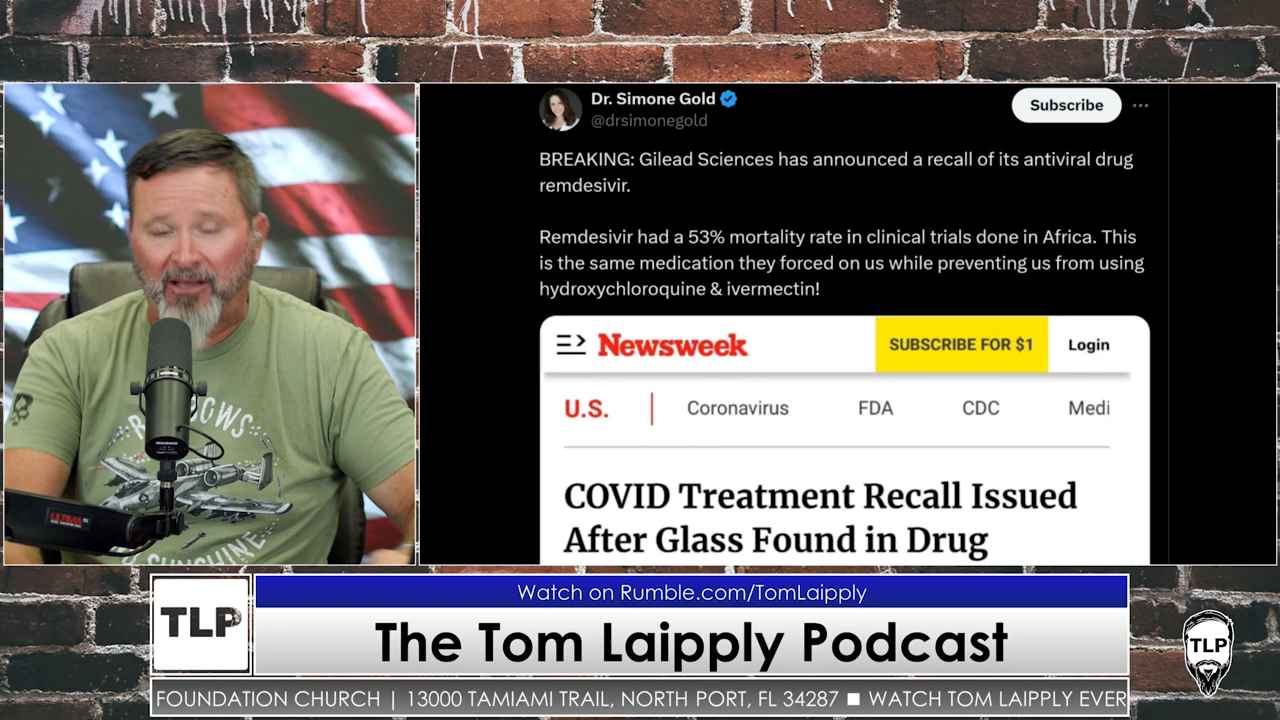 Dr. Simone Gold
@drsimonegold
Subscribe
BREAKING: Gilead Sciences has announced a recall of its antiviral drug
remdesivir.
Remdesivir had a 53% mortality rate in clinical trials done in Africa. This
is the same medication they forced on us while preventing us from using
hydroxychloroquine & ivermectin!
Newsweek
SUBSCRIBE FOR $1
Login
U.S.
Coronavirus
FDA
CDC
Medi
COVID Treatment Recall Issued
After Glass Found in Drug
SUNSHINE
TLP
Watch on Rumble.com/TomLaipply
The Tom Laipply Podcast
TLP
FOUNDATION CHURCH | 13000 TAMIAMI TRAIL, NORTH PORT, FL 34287 ■ WATCH TOM LAIPPLY EVER